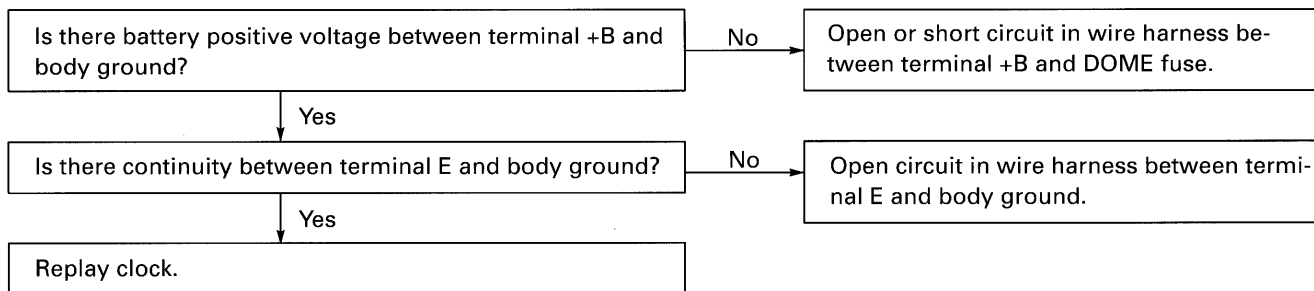 Is there battery positive voltage between terminal +B and
body ground?
No
Open or short circuit in wire harness be-
tween terminal +B and DOME fuse.
Yes
Is there continuity between terminal E and body ground?
No
Open circuit in wire harness between termi-
nal E and body ground.
Yes
Replay clock.